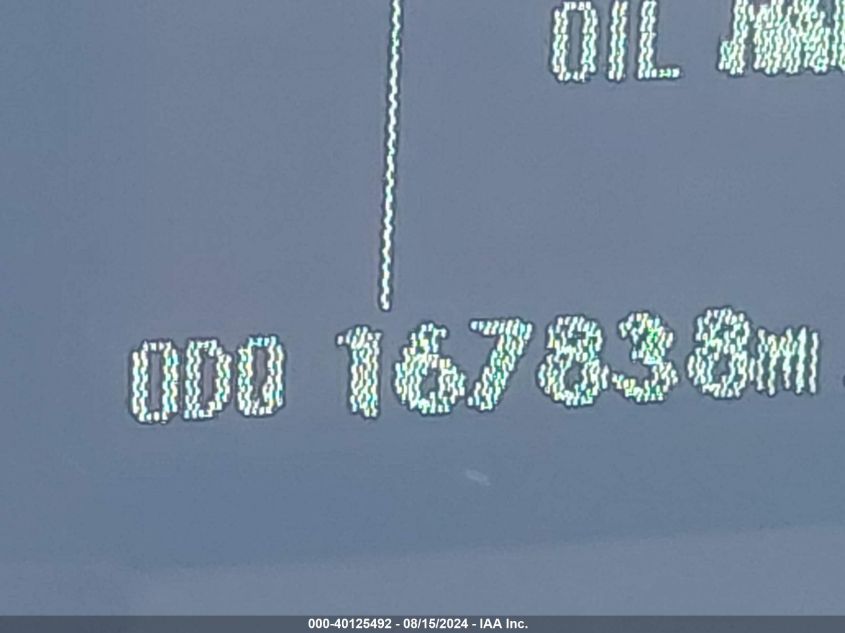 OIL
ODO 167838MI
000-40125492 - 08/15/2024 - IAA Inc.